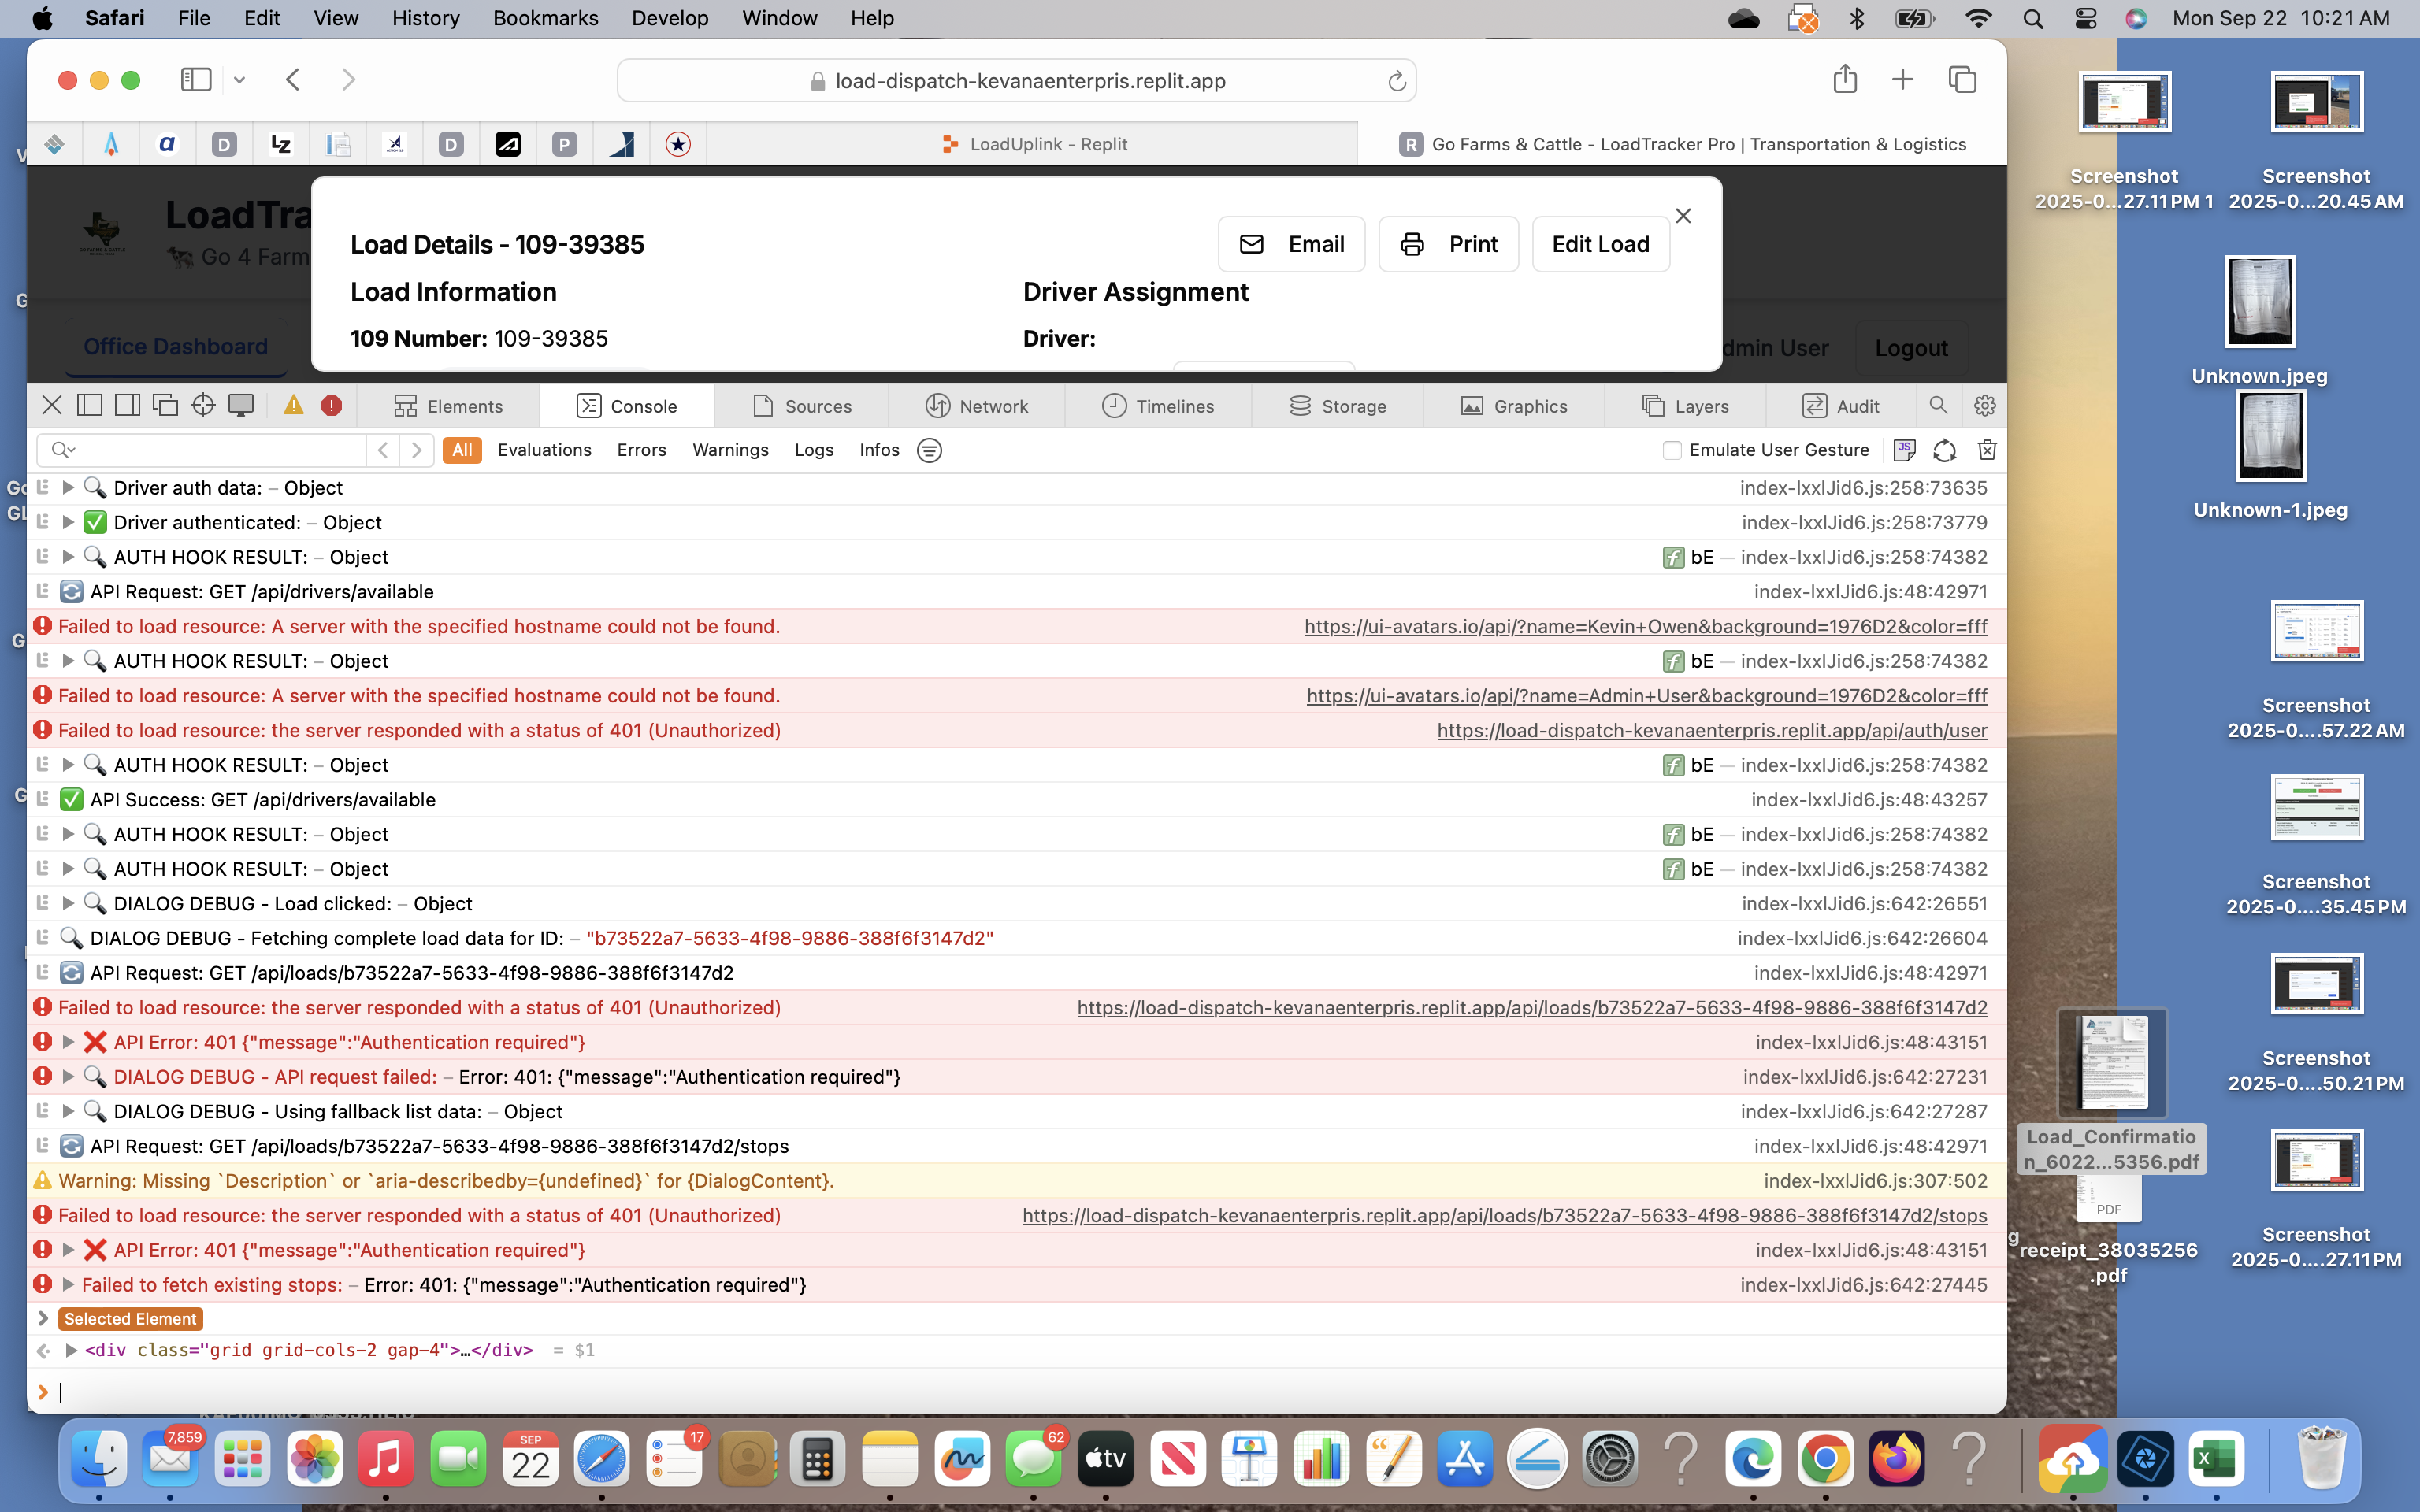 Safari File Edit View History Bookmarks Develop Window Help Mon Sep 22 10:21 AM
load-dispatch-kevanaenterpris.replit.app
LoadUplink - Replit
Go Farms & Cattle - LoadTracker Pro | Transportation & Logistics
LoadTra
Go 4 Farm
Office Dashboard
dmin User
Logout
Load Details - 109-39385
Email
Print
Edit Load
Load Information
Driver Assignment
109 Number: 109-39385
Driver:
Elements Console Sources Network Timelines Storage Graphics Layers Audit
All Evaluations Errors Warnings Logs Infos Emulate User Gesture
Driver auth data: – Object index-lxxlJid6.js:258:73635
Driver authenticated: – Object index-lxxlJid6.js:258:73779
AUTH HOOK RESULT: – Object bE — index-lxxlJid6.js:258:74382
API Request: GET /api/drivers/available index-lxxlJid6.js:48:42971
Failed to load resource: A server with the specified hostname could not be found. https://ui-avatars.io/api/?name=Kevin+Owen&background=1976D2&color=fff
AUTH HOOK RESULT: – Object bE — index-lxxlJid6.js:258:74382
Failed to load resource: A server with the specified hostname could not be found. https://ui-avatars.io/api/?name=Admin+User&background=1976D2&color=fff
Failed to load resource: the server responded with a status of 401 (Unauthorized) https://load-dispatch-kevanaenterpris.replit.app/api/auth/user
AUTH HOOK RESULT: – Object bE — index-lxxlJid6.js:258:74382
API Success: GET /api/drivers/available index-lxxlJid6.js:48:43257
AUTH HOOK RESULT: – Object bE — index-lxxlJid6.js:258:74382
AUTH HOOK RESULT: – Object bE — index-lxxlJid6.js:258:74382
DIALOG DEBUG - Load clicked: – Object index-lxxlJid6.js:642:26551
DIALOG DEBUG - Fetching complete load data for ID: – "b73522a7-5633-4f98-9886-388f6f3147d2" index-lxxlJid6.js:642:26604
API Request: GET /api/loads/b73522a7-5633-4f98-9886-388f6f3147d2 index-lxxlJid6.js:48:42971
Failed to load resource: the server responded with a status of 401 (Unauthorized) https://load-dispatch-kevanaenterpris.replit.app/api/loads/b73522a7-5633-4f98-9886-388f6f3147d2
API Error: 401 {"message":"Authentication required"} index-lxxlJid6.js:48:43151
DIALOG DEBUG - API request failed: – Error: 401: {"message":"Authentication required"} index-lxxlJid6.js:642:27231
DIALOG DEBUG - Using fallback list data: – Object index-lxxlJid6.js:642:27287
API Request: GET /api/loads/b73522a7-5633-4f98-9886-388f6f3147d2/stops index-lxxlJid6.js:48:42971
Warning: Missing `Description` or `aria-describedby={undefined}` for {DialogContent}. index-lxxlJid6.js:307:502
Failed to load resource: the server responded with a status of 401 (Unauthorized) https://load-dispatch-kevanaenterpris.replit.app/api/loads/b73522a7-5633-4f98-9886-388f6f3147d2/stops
API Error: 401 {"message":"Authentication required"} index-lxxlJid6.js:48:43151
Failed to fetch existing stops: – Error: 401: {"message":"Authentication required"} index-lxxlJid6.js:642:27445
Selected Element
<div class="grid grid-cols-2 gap-4">…</div> = $1
Screenshot
2025-0...27.11 PM 1
Screenshot
2025-0...20.45 AM
Unknown.jpeg
Unknown-1.jpeg
Screenshot
2025-0....57.22 AM
Screenshot
2025-0....35.45 PM
Screenshot
2025-0....50.21 PM
Load_Confirmatio
n_6022...5356.pdf
PDF
receipt_38035256
.pdf
Screenshot
2025-0....27.11 PM
7,859
SEP
22
17
62
tv